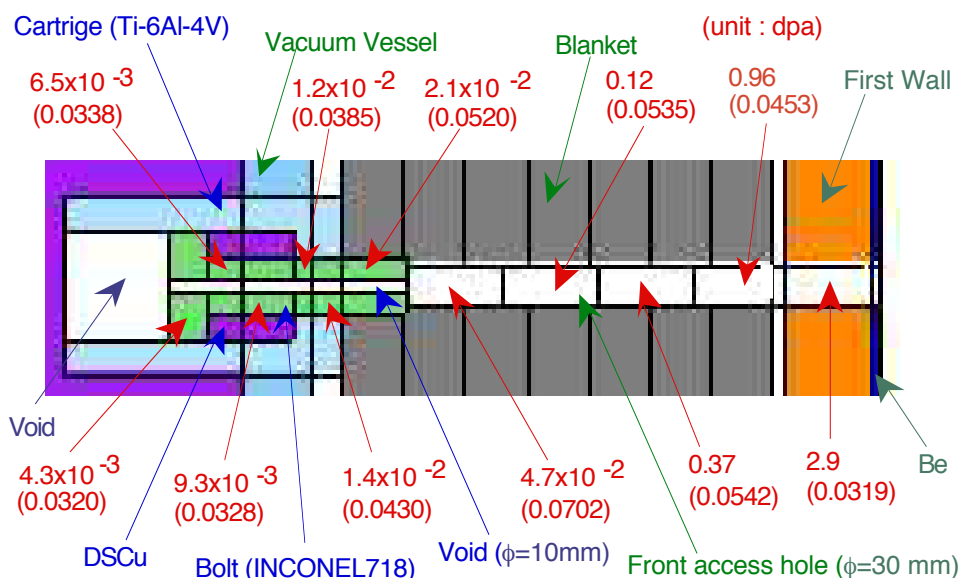 Cartrige (Ti-6Al-4V)
Vacuum Vessel
Blanket
(unit : dpa)
6.5x10 -3
(0.0338)
1.2x10 -2
(0.0385)
2.1x10 -2
(0.0520)
0.12
(0.0535)
0.96
(0.0453)
First Wall
Void
4.3x10 -3
(0.0320)
9.3x10 -3
(0.0328)
1.4x10 -2
(0.0430)
4.7x10 -2
(0.0702)
0.37
(0.0542)
2.9
(0.0319)
Be
DSCu
Bolt (INCONEL718)
Void (ϕ=10mm)
Front access hole (ϕ=30 mm)